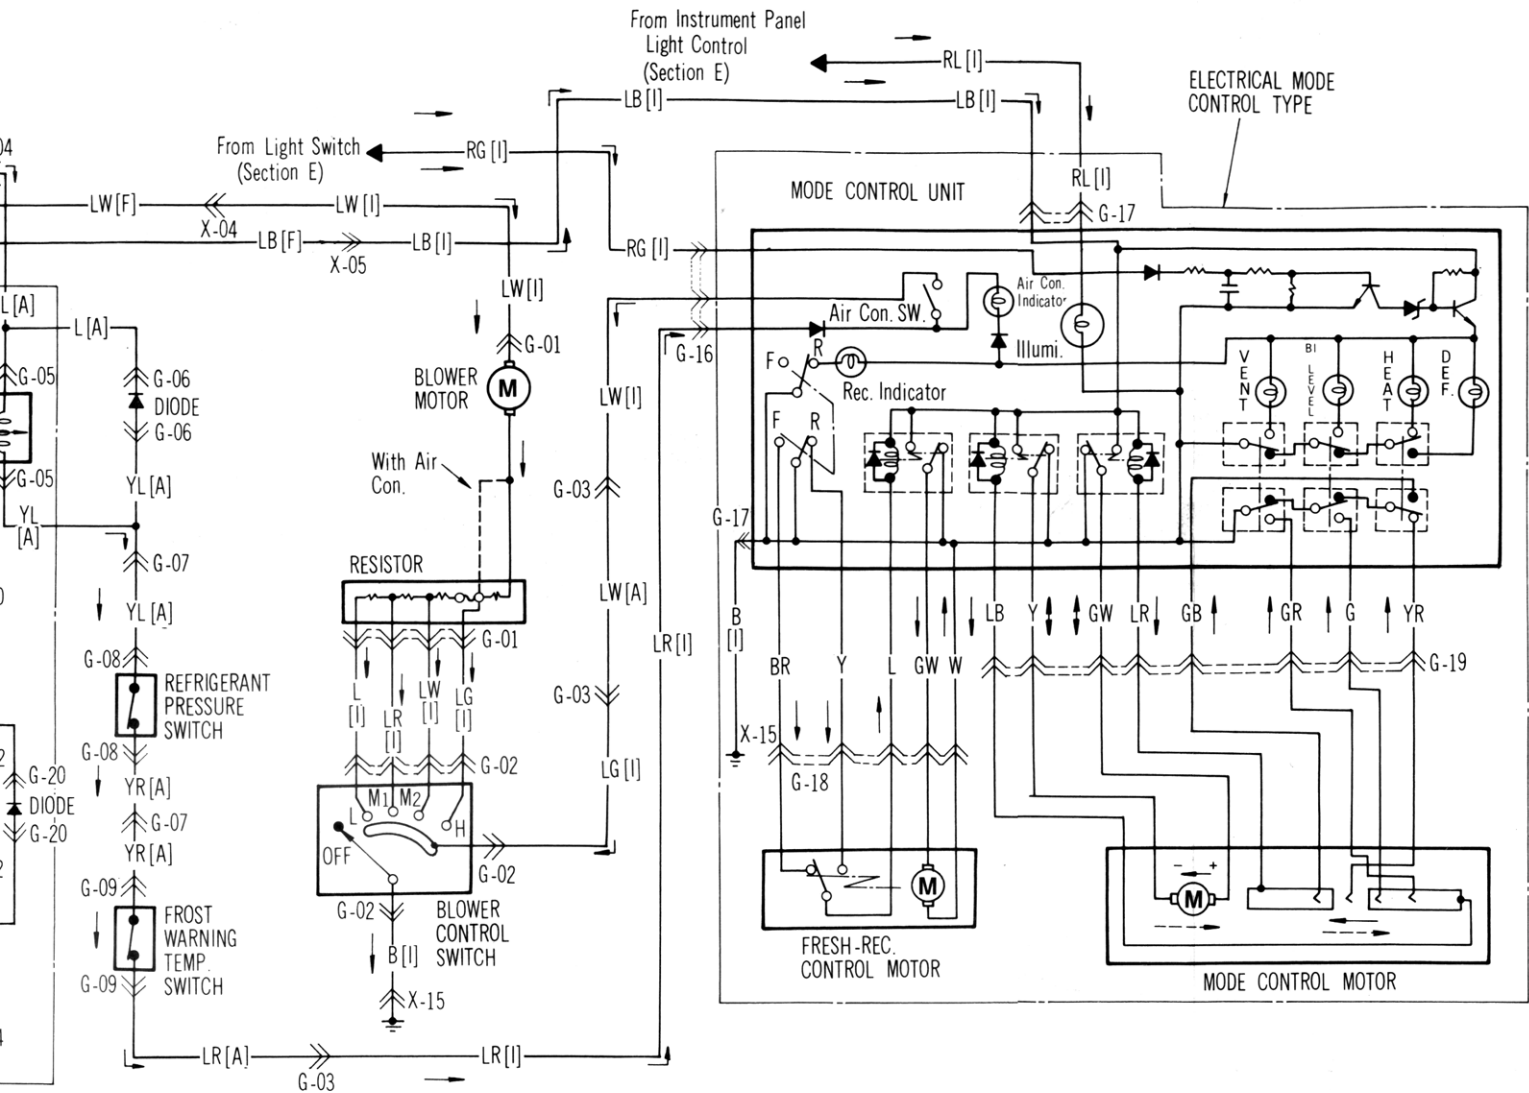 From Instrument Panel
Light Control
(Section E)
RL[I]
ELECTRICAL MODE
CONTROL TYPE
LB[I]
LB[I]
04
From Light Switch
(Section E)
RG[I]
RL[I]
MODE CONTROL UNIT
LW[F]
LW[I]
G-17
X-04
LB[F]
LB[I]
RG[I]
X-05
LW[I]
L[A]
L[A]
Air Con.
Indicator
Air Con. SW.
G-16
Illumi.
G-01
F
R
Rec. Indicator
VENT
BI LEVEL
HEAT
DEF.
G-05
G-06
DIODE
G-06
BLOWER
MOTOR
M
LW[I]
F
R
With Air
Con.
G-05
YL[A]
G-03
YL
[A]
G-17
G-07
RESISTOR
YL[A]
LW[A]
G-01
LR[I]
B
[I]
LB
Y
GW
LR
GB
GR
G
YR
G-08
REFRIGERANT
PRESSURE
SWITCH
BR
Y
L
GW
W
G-19
L
[I]
LR
[I]
LW
[I]
LG
[I]
G-03
X-15
G-08
G-18
G-02
LG[I]
2
G-20
DIODE
G-20
YR[A]
G-07
YR[A]
2
L
M1
M2
H
OFF
G-02
G-09
G-02
BLOWER
CONTROL
SWITCH
FROST
WARNING
TEMP.
SWITCH
G-09
B[I]
X-15
M
FRESH-REC.
CONTROL MOTOR
-
+
M
MODE CONTROL MOTOR
LR[A]
LR[I]
G-03